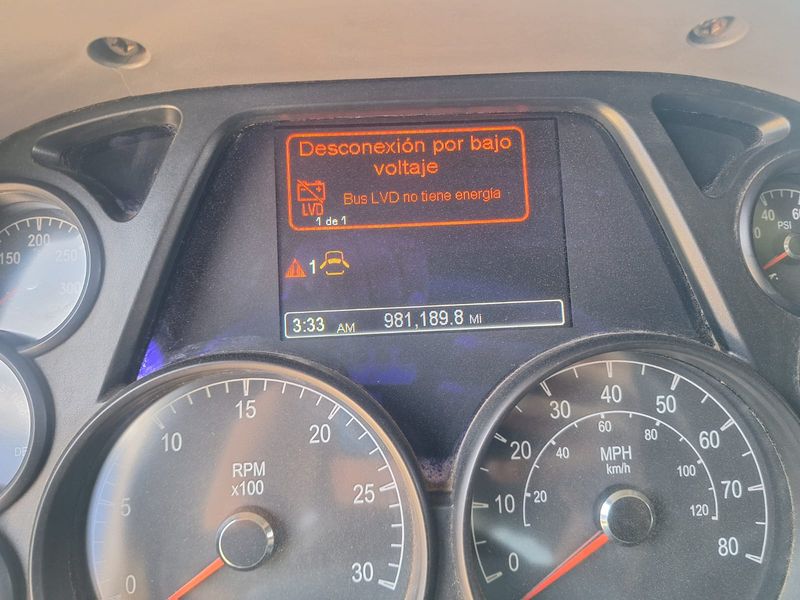 Desconexión por bajo
voltaje
LVD
Bus LVD no tiene energía
1 de 1
1
3:33 AM 981,189.8 Mi
150
200
250
300
40
60
PSI
0
5
10
15
20
25
30
RPM
x100
0
10
20
30
40
50
60
70
80
MPH
km/h
20
40
60
80
100
120